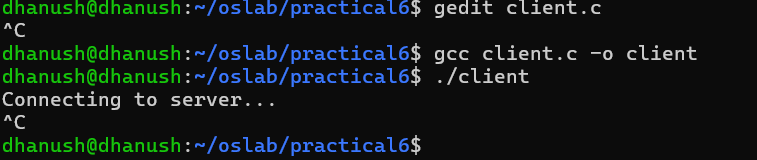 dhanush@dhanush:~/oslab/practical6$ gedit client.c
^C
dhanush@dhanush:~/oslab/practical6$ gcc client.c -o client
dhanush@dhanush:~/oslab/practical6$ ./client
Connecting to server...
^C
dhanush@dhanush:~/oslab/practical6$